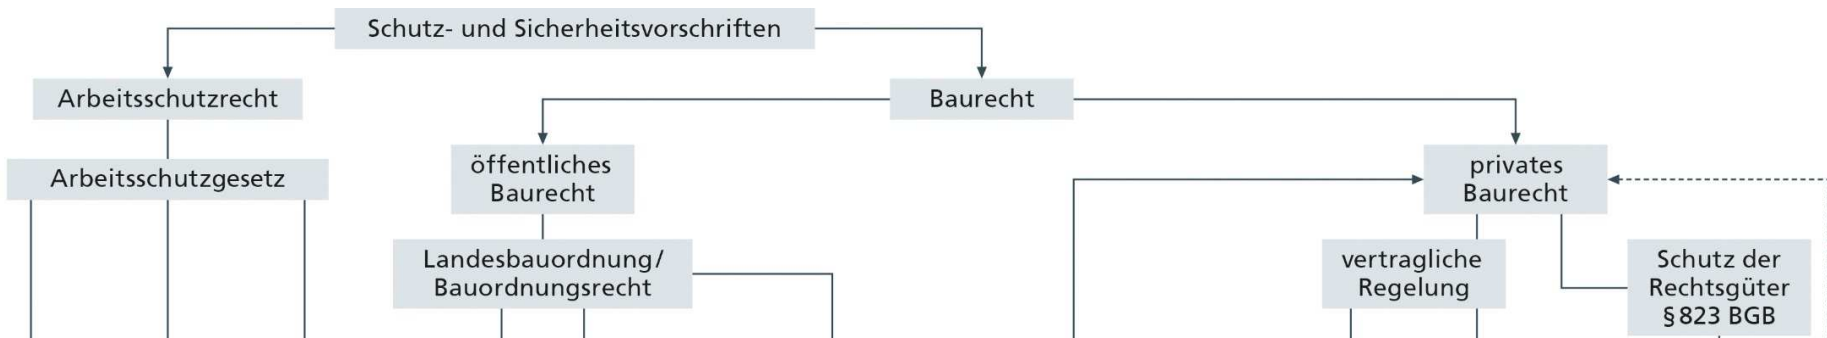 Schutz- und Sicherheitsvorschriften
Arbeitsschutzrecht
Baurecht
Arbeitsschutzgesetz
öffentliches
Baurecht
privates
Baurecht
Landesbauordnung/
Bauordnungsrecht
vertragliche
Regelung
Schutz der
Rechtsgüter
§ 823 BGB